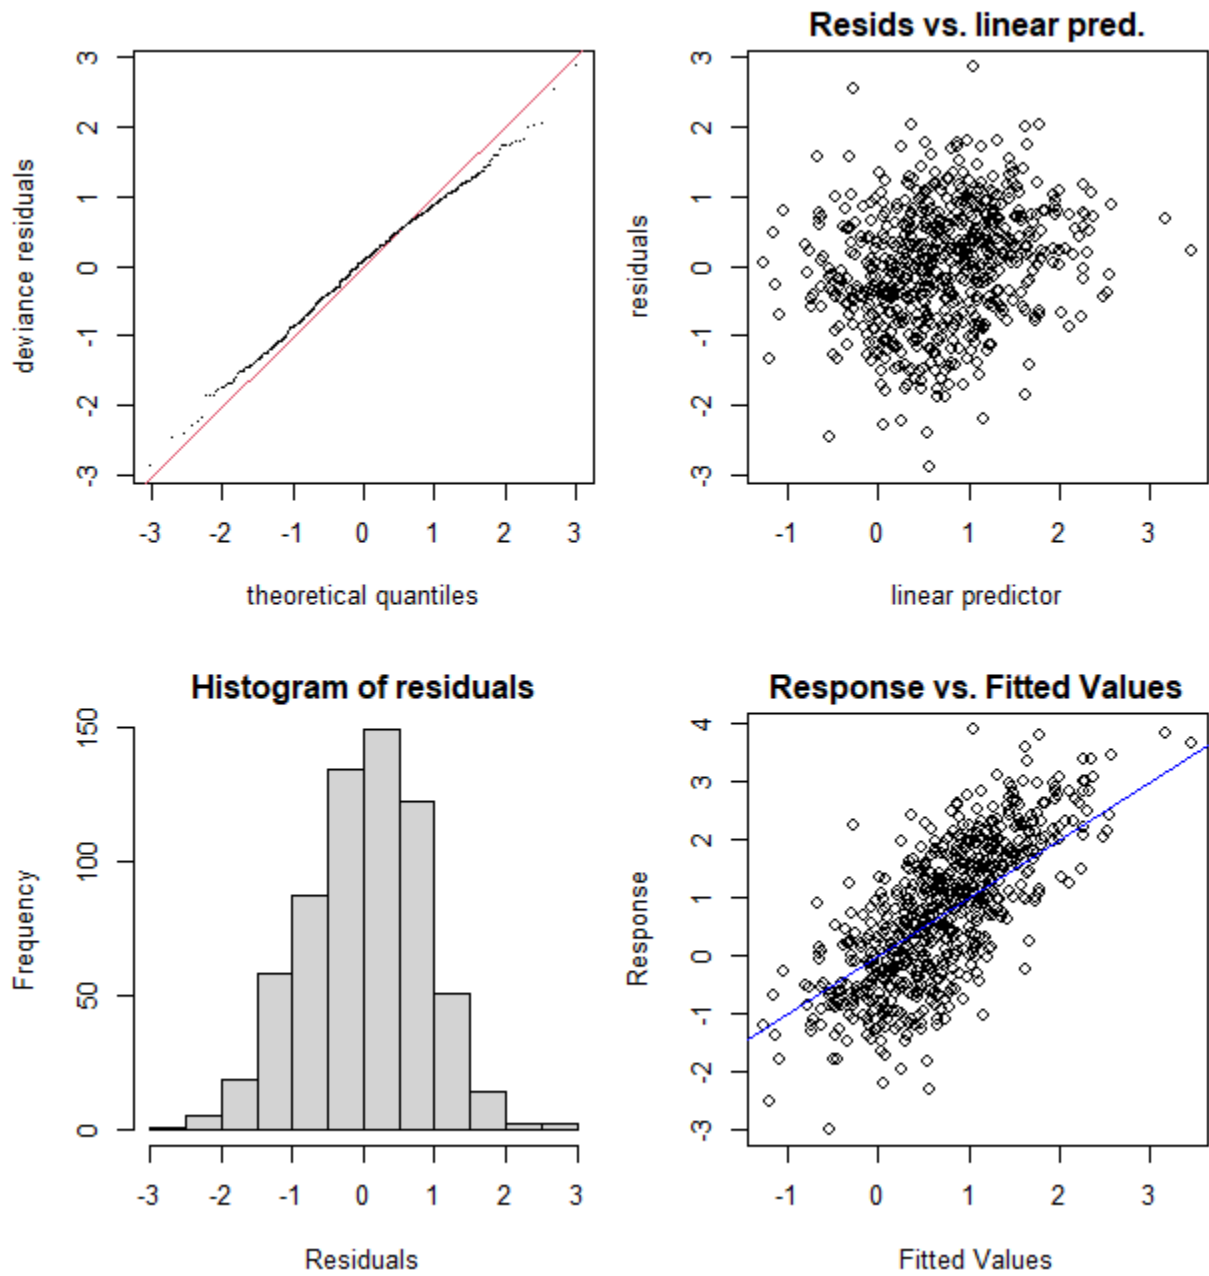 deviance residuals
3
2
1
0
-1
-2
-3
-3 -2 -1 0 1 2 3
theoretical quantiles
Resids vs. linear pred.
residuals
3
2
1
0
-1
-2
-3
-1 0 1 2 3
linear predictor
Histogram of residuals
Frequency
150
100
50
0
-3 -2 -1 0 1 2 3
Residuals
Response vs. Fitted Values
Response
4
3
2
1
0
-1
-2
-3
-1 0 1 2 3
Fitted Values